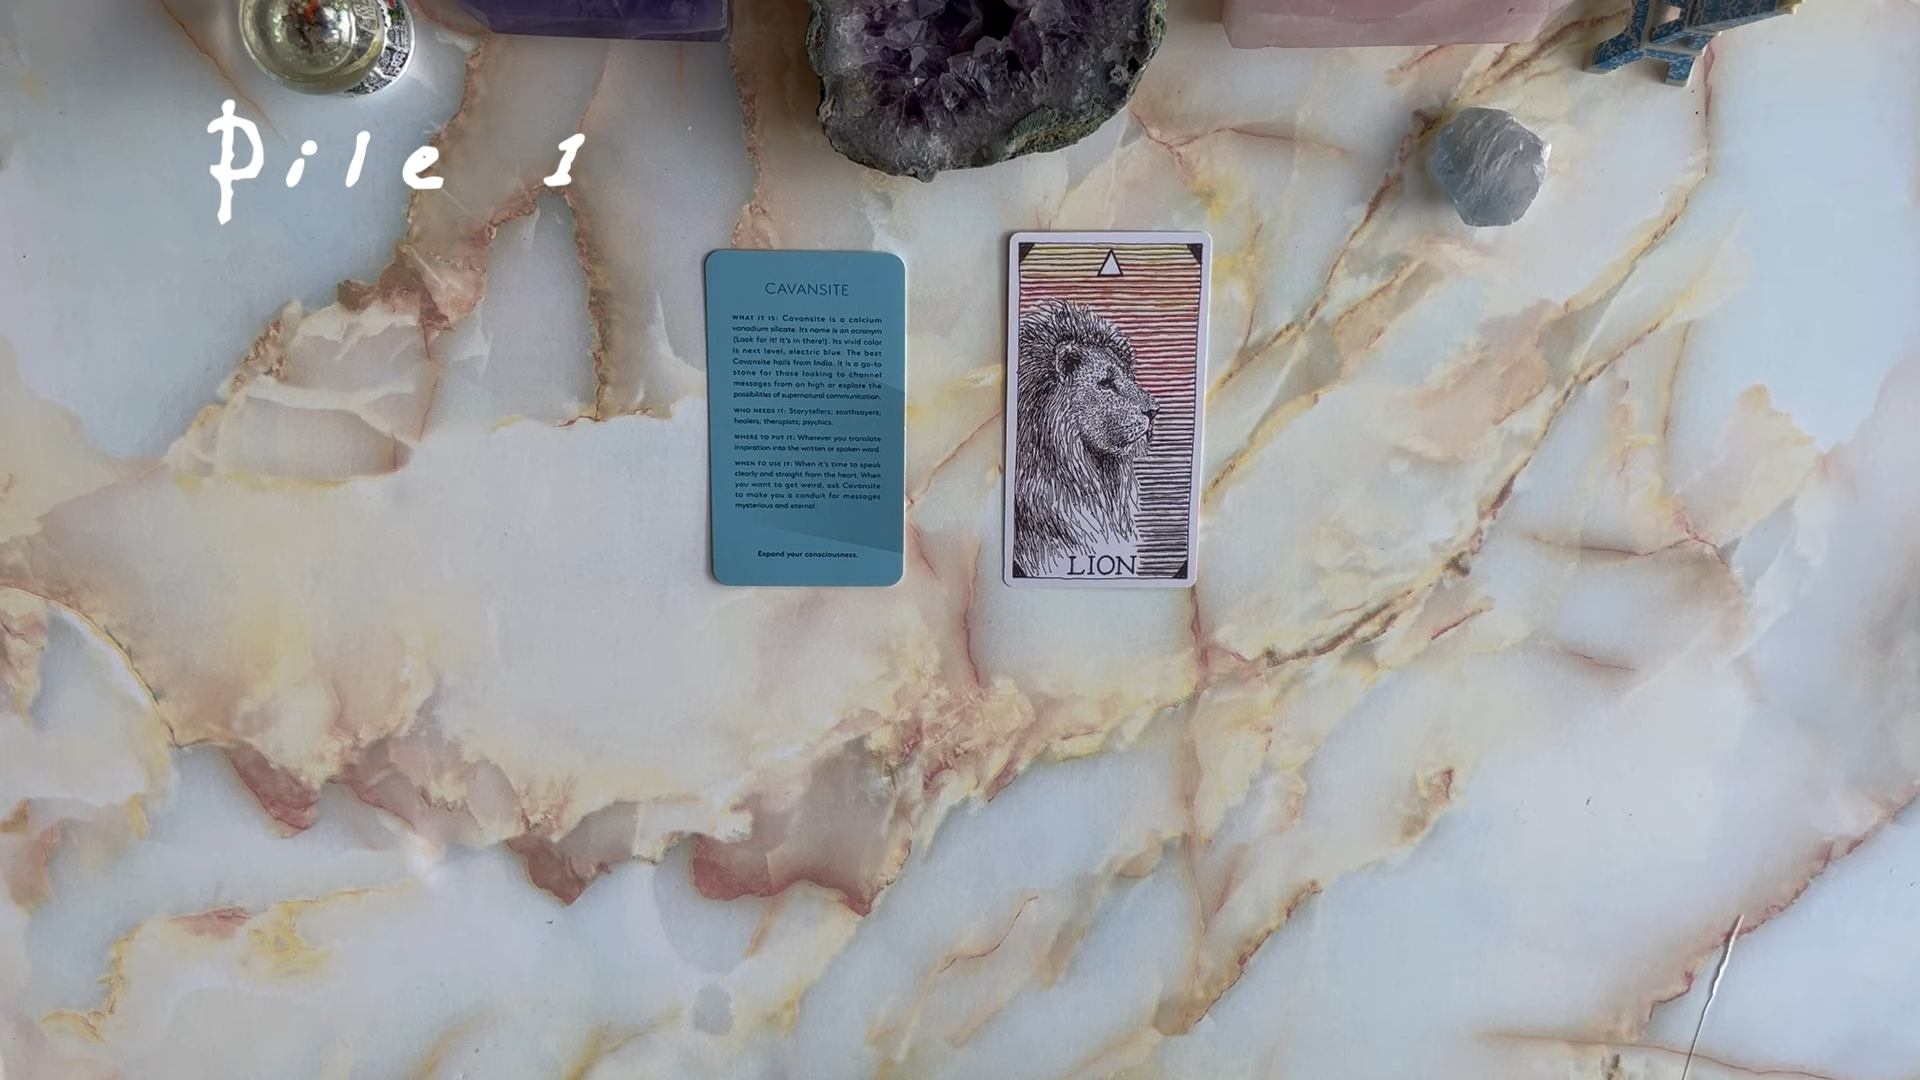 Pile 1
CAVANSITE
WHAT IT IS: Cavansite is a calcium
vanadium silicate. Its name is an acronym
(Look for it! It's in there!). Its vivid color
is next level, electric blue. The best
Cavansite hails from India. It is a go-to
stone for those looking to channel
messages from on high or explore the
possibilities of supernatural communication.
WHO NEEDS IT: Storytellers; soothsayers;
healers; therapists; psychics.
WHERE TO PUT IT: Wherever you translate
inspiration into the written or spoken word.
WHEN TO USE IT: When it's time to speak
clearly and straight from the heart. When
you want to get weird, ask Cavansite
to make you a conduit for messages
mysterious and eternal.
Expand your consciousness.
LION